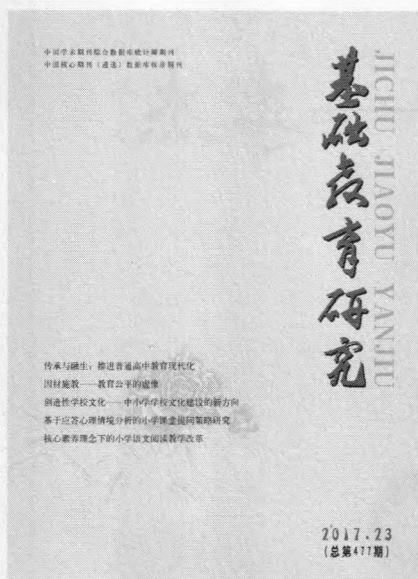 中国学术期刊综合数据库统计源期刊
中国核心期刊（遴选）数据库收录期刊
基础教育研究
JICHU JIAOYU YANJIU
传承与融生：推进普通高中教育现代化
因材施教——教育公平的虚像
创造性学校文化——中小学学校文化建设的新方向
基于应答心理情境分析的小学课堂提问策略研究
核心素养理念下的小学语文阅读教学改革
2017.23
(总第477期)